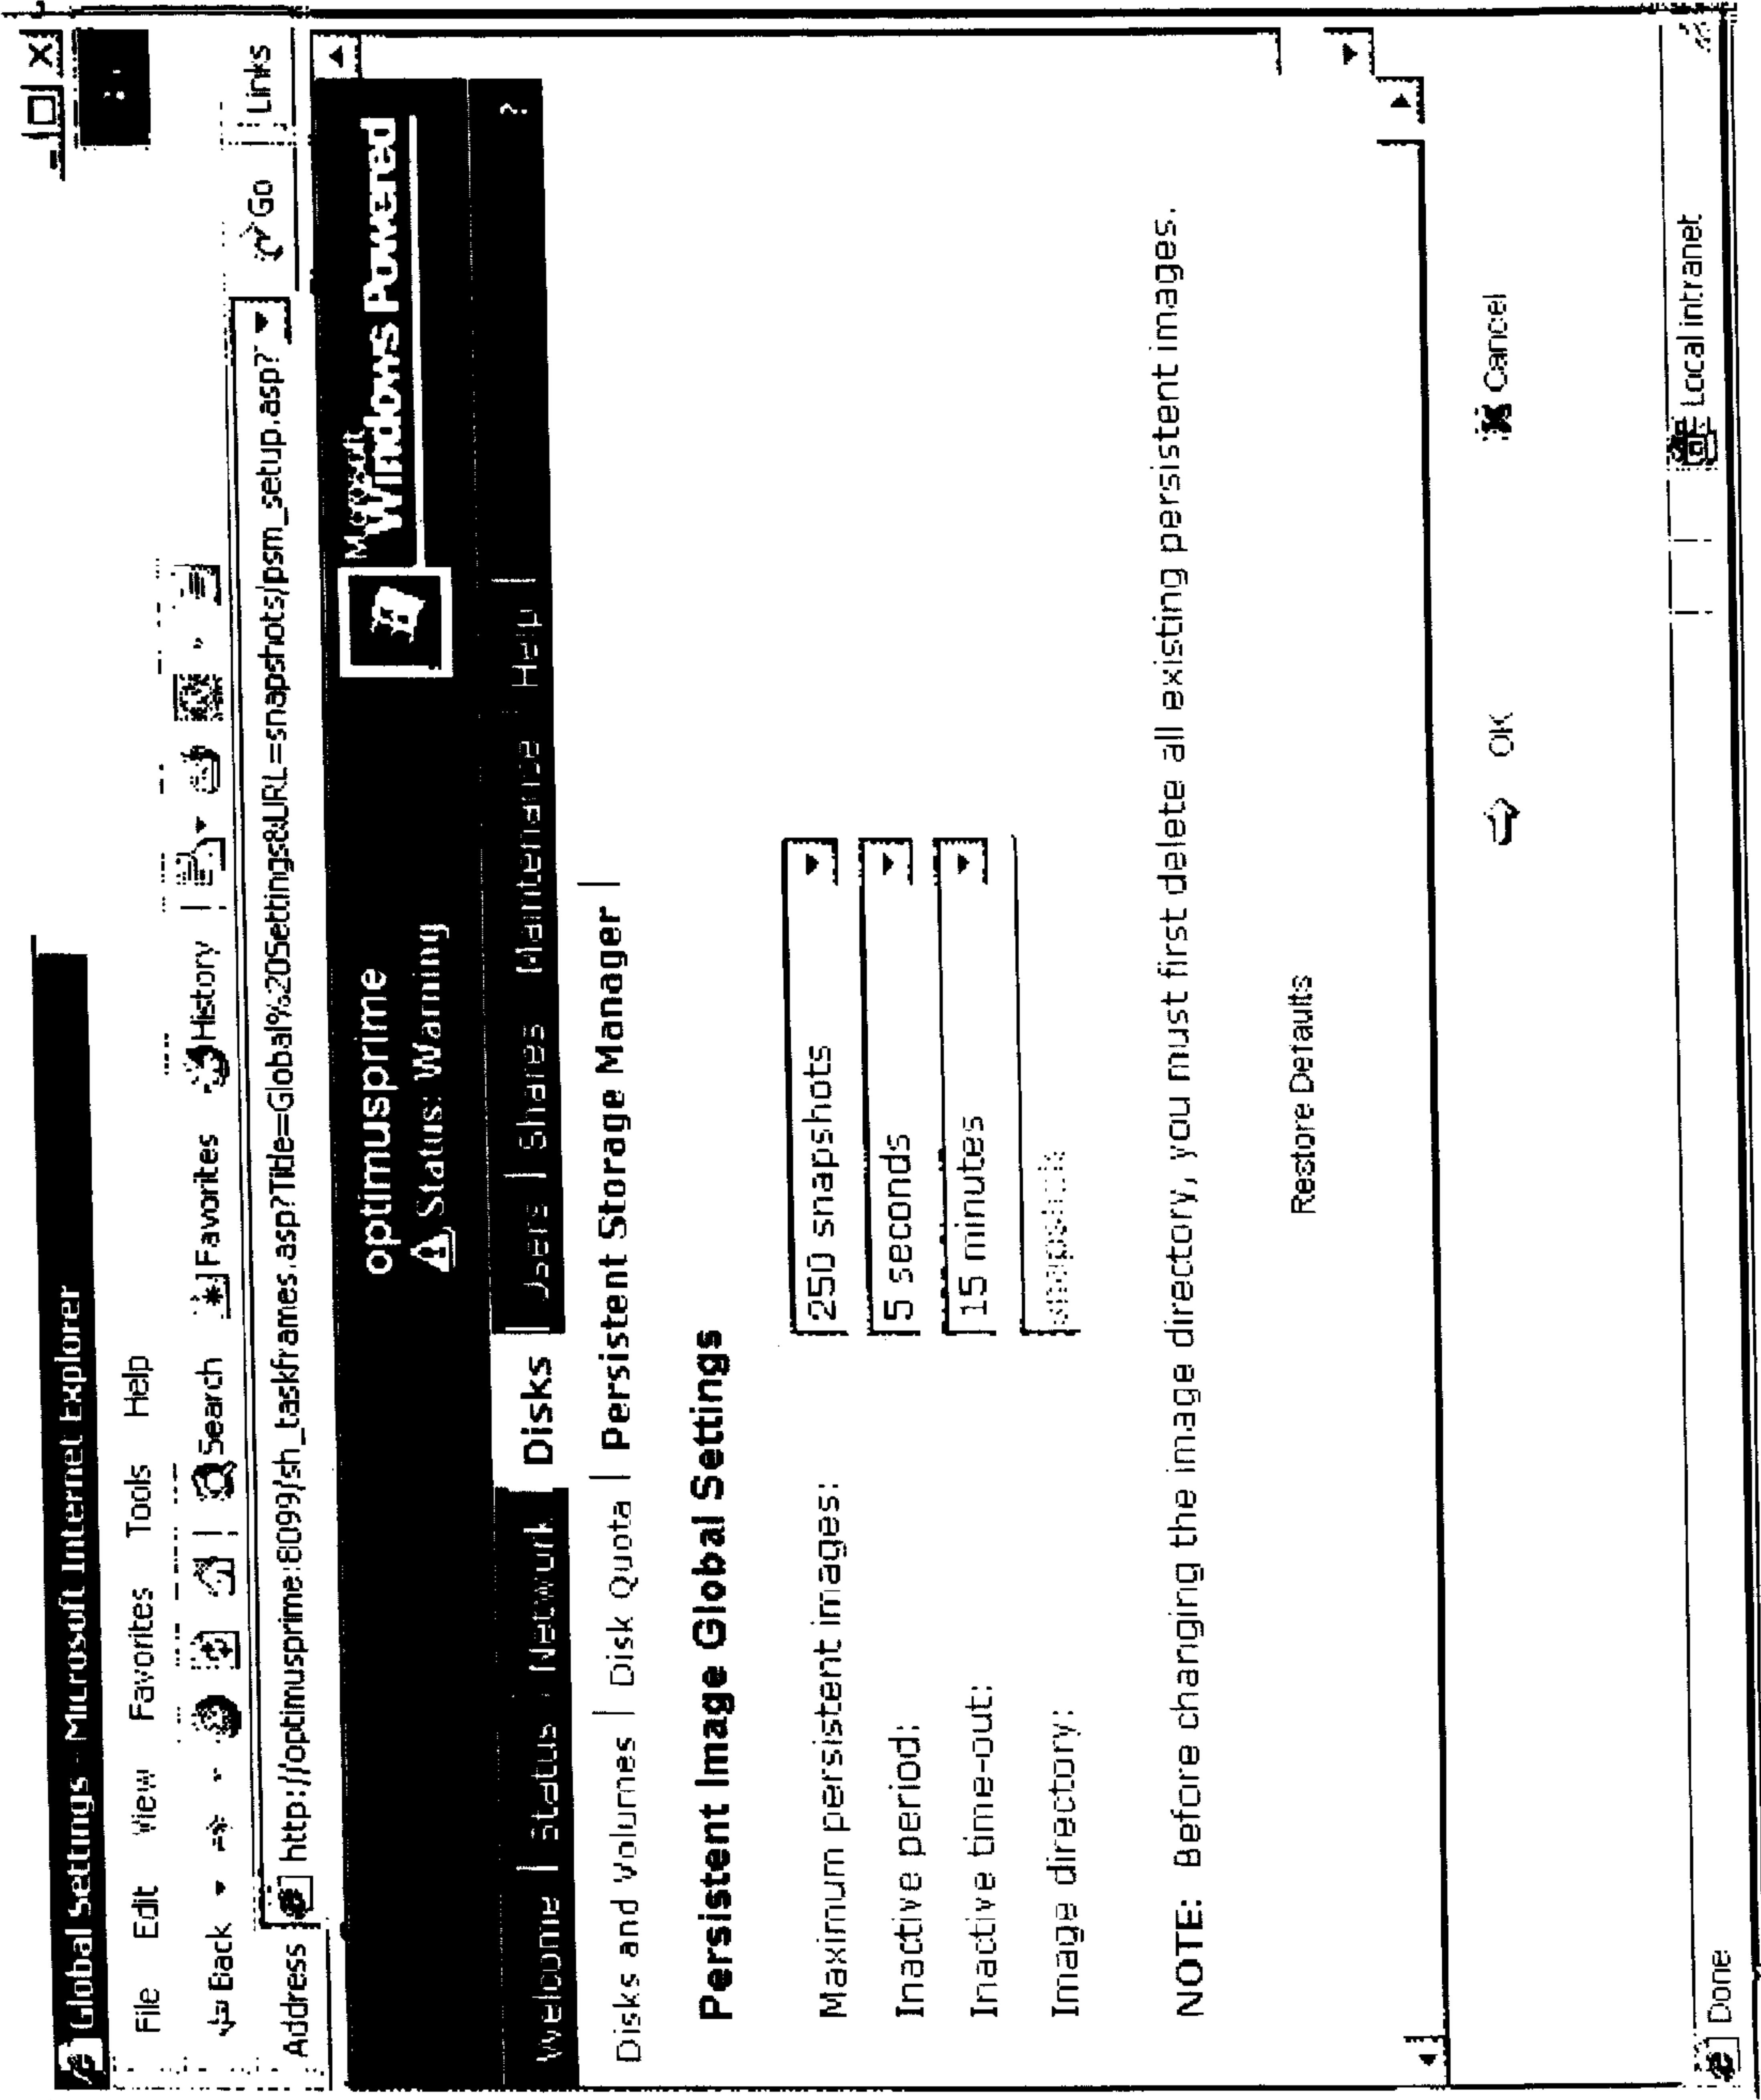 Global Settings - Microsoft Internet Explorer
File Edit View Favorites Tools Help
Back Search Favorites History
Address http://optimusprime:8099/sh_taskframes.asp?Title=Global%20Settings&URL=snapshots/psm_setup.asp? Go Links
optimusprime
Status: Warning
Microsoft
Windows Powered
Welcome | Status | Network | Disks | Users | Shares | Maintenance | Help | ?
Disks and Volumes | Disk Quota | Persistent Storage Manager |
Persistent Image Global Settings
Maximum persistent images: 250 snapshots
Inactive period: 5 seconds
Inactive time-out: 15 minutes
Image directory: snapshots
NOTE: Before changing the image directory, you must first delete all existing persistent images.
Restore Defaults
OK Cancel
Done Local intranet